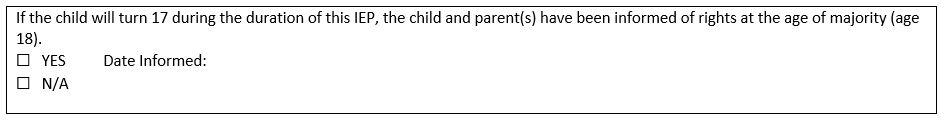 If the child will turn 17 during the duration of this IEP, the child and parent(s) have been informed of rights at the age of majority (age
18).
☐ YES Date Informed:
☐ N/A